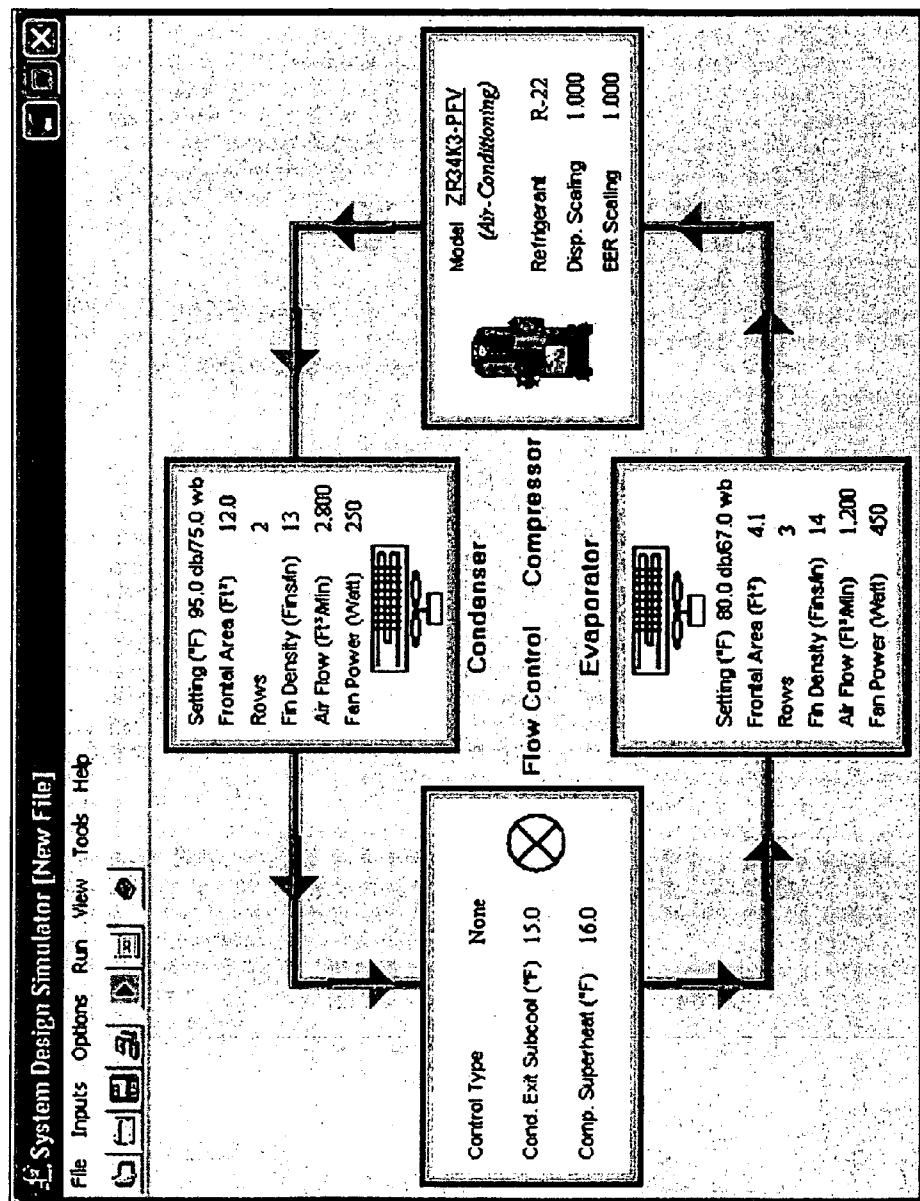 System Design Simulator [New File]
File Inputs Options Run View Tools Help
Setting (°F) 95.0 db/75.0 wb
Frontal Area (Ft²) 12.0
Rows 2
Fin Density (Fins/in) 13
Air Flow (Ft³/Min) 2.800
Fan Power (Watt) 250
Condenser
Control Type None
Cond. Exit Subcool (°F) 15.0
Comp. Superheat (°F) 16.0
Flow Control
Compressor
Model ZR34K3-PFV
(Air-Conditioning)
Refrigerant R-22
Disp. Scaling 1.000
EER Scaling 1.000
Evaporator
Setting (°F) 80.0 db/67.0 wb
Frontal Area (Ft²) 4.1
Rows 3
Fin Density (Fins/in) 14
Air Flow (Ft³/Min) 1.200
Fan Power (Watt) 450